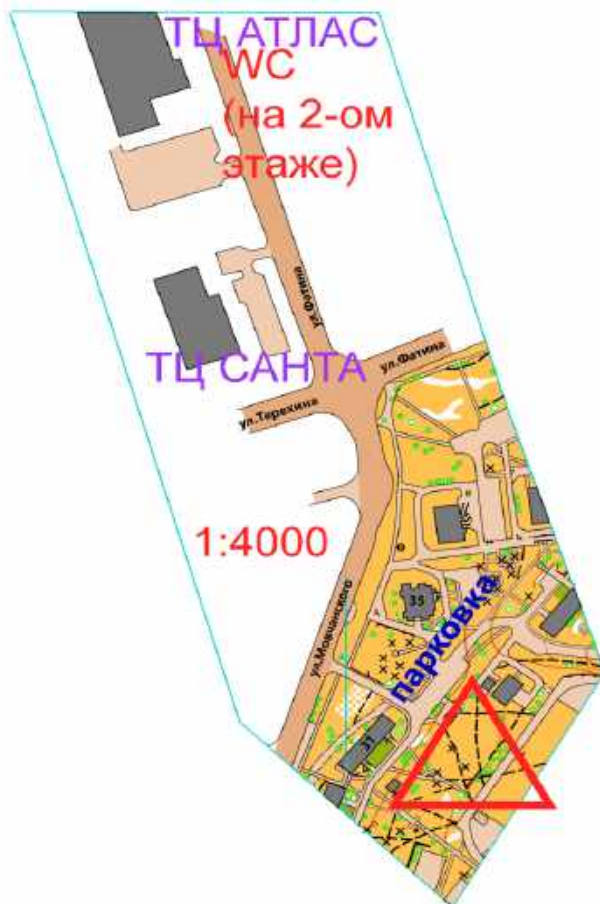 ТЦ АТЛАС
WC
(на 2-ом
этаже)
ул.Фатина
ТЦ САНТА
ул.Фатина
ул.Терехина
1:4000
35
парковка
ул.Мовчанского
31